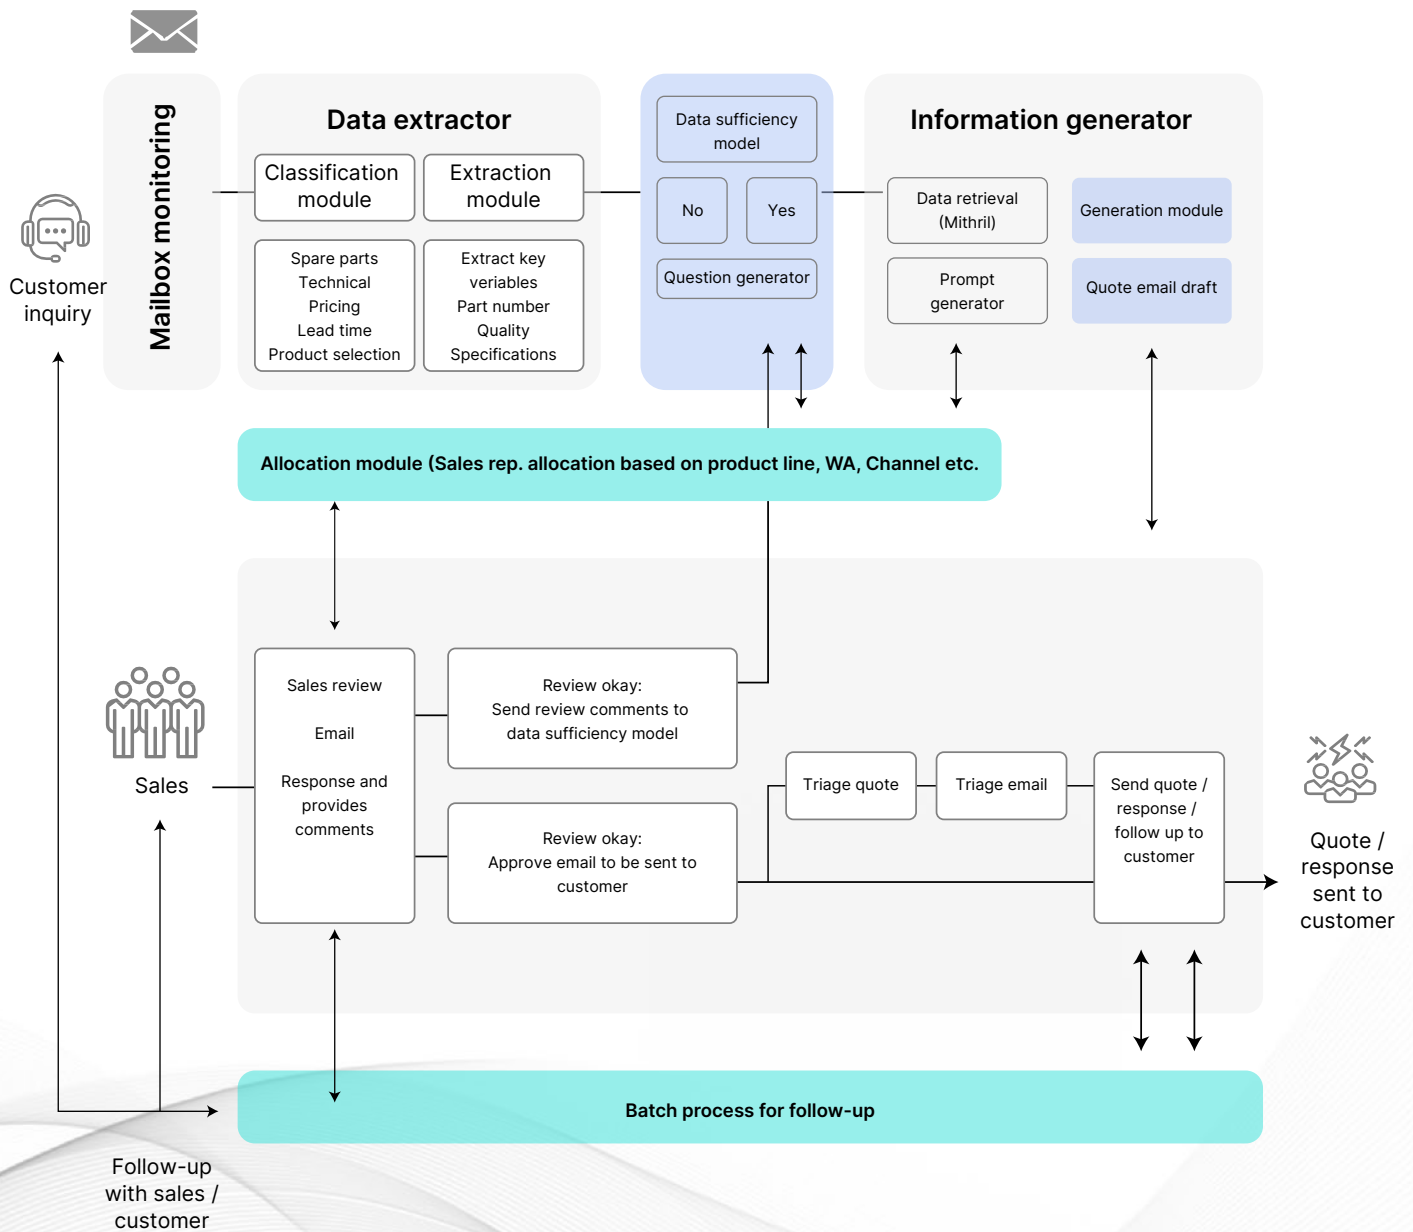 Mailbox monitoring
Customer
inquiry
Data extractor
Classification
module
Extraction
module
Spare parts
Technical
Pricing
Lead time
Product selection
Extract key
veriables
Part number
Quality
Specifications
Data sufficiency
model
No
Yes
Question generator
Information generator
Data retrieval
(Mithril)
Generation module
Prompt
generator
Quote email draft
Allocation module (Sales rep. allocation based on product line, WA, Channel etc.
Sales
Sales review
Email
Response and
provides
comments
Review okay:
Send review comments to
data sufficiency model
Review okay:
Approve email to be sent to
customer
Triage quote
Triage email
Send quote /
response /
follow up to
customer
Quote /
response
sent to
customer
Batch process for follow-up
Follow-up
with sales /
customer